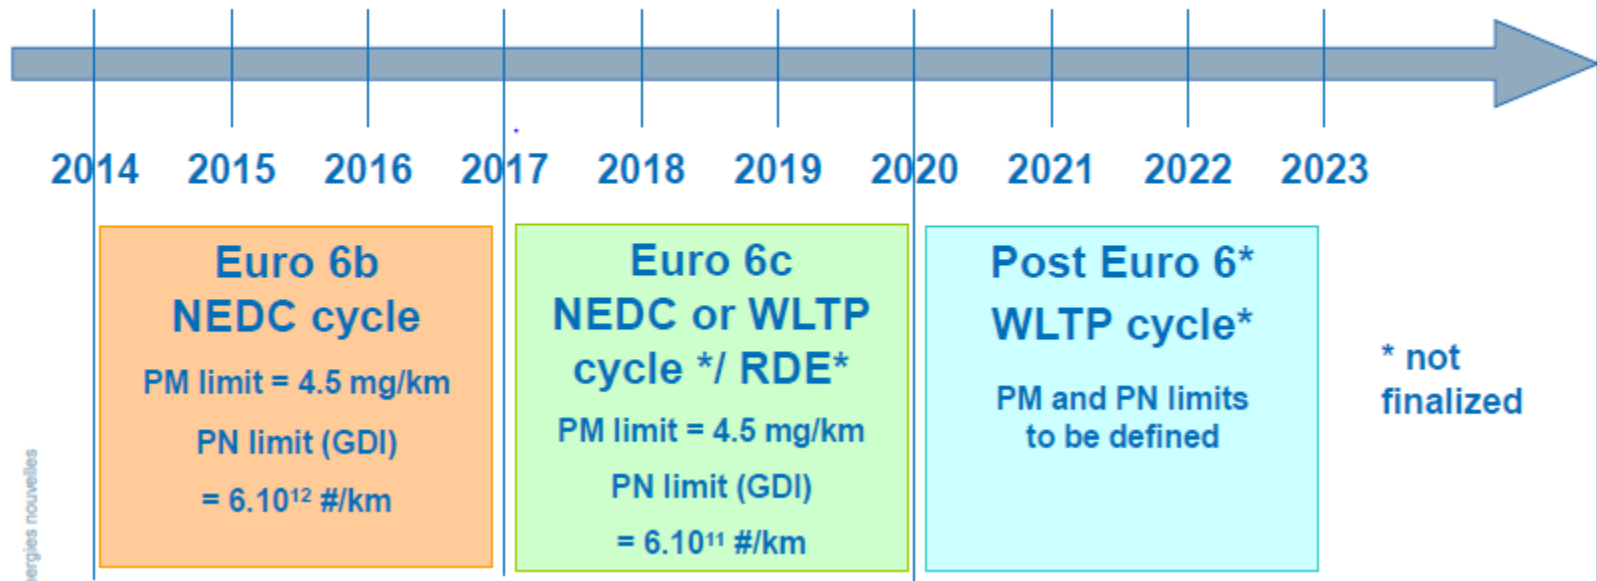 2014 2015 2016 2017 2018 2019 2020 2021 2022 2023
Euro 6b
NEDC cycle
PM limit = 4.5 mg/km
PN limit (GDI)
= 6.10¹² #/km
Euro 6c
NEDC or WLTP
cycle */ RDE*
PM limit = 4.5 mg/km
PN limit (GDI)
= 6.10¹¹ #/km
Post Euro 6*
WLTP cycle*
PM and PN limits
to be defined
* not
finalized
nouvelles